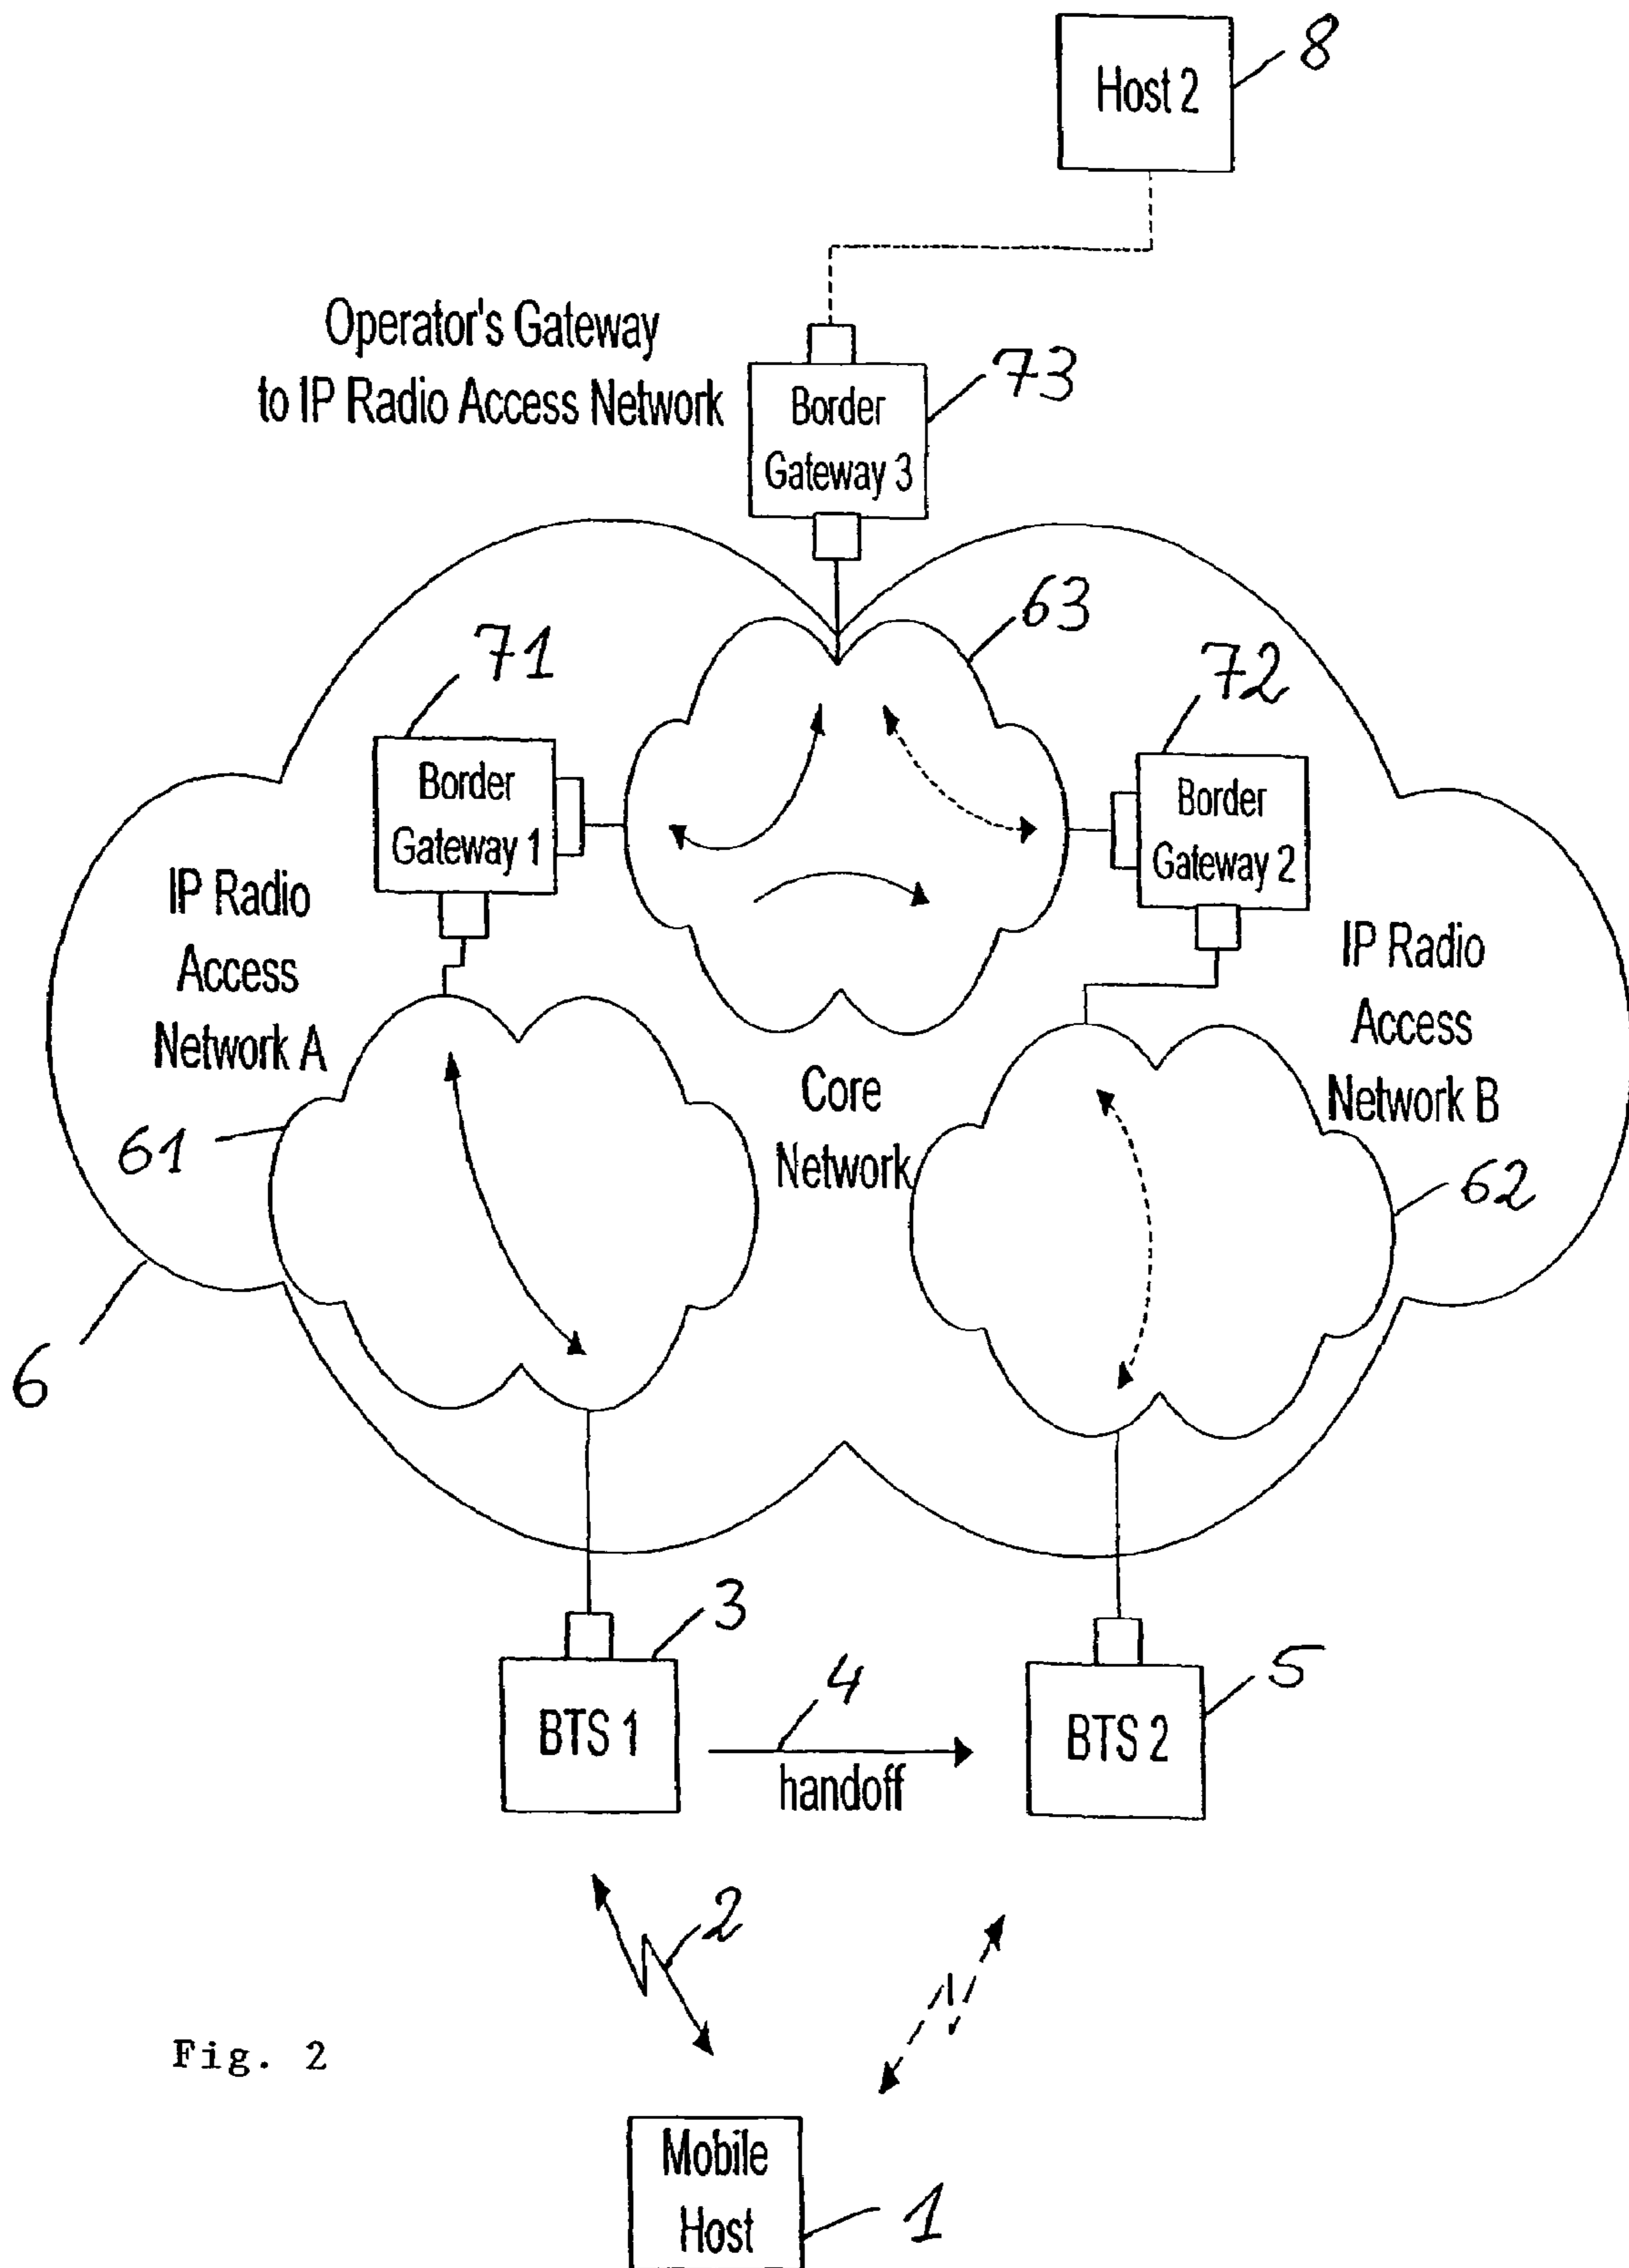 8
Host 2
Operator's Gateway
to IP Radio Access Network
73
Border
Gateway 3
63
71
72
Border
Gateway 1
Border
Gateway 2
IP Radio
Access
Network A
IP Radio
Access
Network B
Core
Network
61
62
6
3
4
5
BTS 1
handoff
BTS 2
2
Fig. 2
Mobile
Host
1